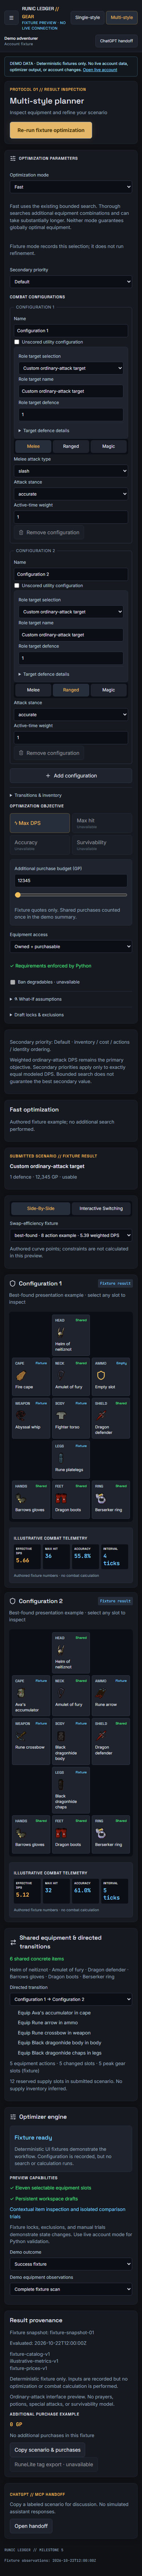 RUNIC LEDGER //
BEAR
FIXTURE PREVIEW · NO
LIVE CONNECTION
Single-style
Multi-style
Demo adventurer
Account fixture
ChatGPT handoff
DEMO DATA · Deterministic fixtures only. No live account data, optimizer output, or account changes. Open live account
PROTOCOL 01 // RESULT INSPECTION
Multi-style planner
Inspect equipment and refine your scenario
Re-run fixture optimization
OPTIMIZATION PARAMETERS
Optimization mode
Fast
Fast uses the existing bounded search. Thorough
searches additional equipment combinations and can
take substantially longer. Neither mode guarantees
globally optimal equipment.
Fixture mode records this selection; it does not run
refinement.
Secondary priority
Default
COMBAT CONFIGURATIONS
CONFIGURATION 1
Name
Configuration 1
Unscored utility configuration
Role target selection
Custom ordinary-attack target
Role target name
Custom ordinary-attack target
Role target defence
1
Target defence details
Melee
Ranged
Magic
Melee attack type
slash
Attack stance
accurate
Active-time weight
1
Remove configuration
CONFIGURATION 2
Name
Configuration 2
Unscored utility configuration
Role target selection
Custom ordinary-attack target
Role target name
Custom ordinary-attack target
Role target defence
1
Target defence details
Melee
Ranged
Magic
Attack stance
accurate
Active-time weight
1
Remove configuration
+ Add configuration
Transitions & inventory
OPTIMIZATION OBJECTIVE
Max DPS
Max hit
Unavailable
Accuracy
Unavailable
Survivability
Unavailable
Additional purchase budget (GP)
12345
Fixture quotes only. Shared purchases counted
once in the demo summary.
Equipment access
Owned + purchasable
✓ Requirements enforced by Python
Ban degradables · unavailable
What-if assumptions
Draft locks & exclusions
Secondary priority: Default · inventory / cost / actions
/ identity ordering.
Weighted ordinary-attack DPS remains the primary
objective. Secondary priorities apply only to exactly
equal modeled DPS. Bounded modes do not guarantee
the best secondary value.
Fast optimization
Authored fixture example; no additional search
performed.
SUBMITTED SCENARIO // FIXTURE RESULT
Custom ordinary-attack target
1 defence · 12,345 GP · usable
Side-By-Side
Interactive Switching
Swap-efficiency fixture
best-found · 6 action example · 5.39 weighted DPS
Authored curve points; constraints are not calculated
in this preview.
Configuration 1
fixture result
Best-found presentation example · select any slot to
inspect
HEAD
Shared
Helm of
neitiznot
CAPE
Fixture
Fire cape
NECK
Shared
Amulet of fury
AMMO
Empty
Empty slot
WEAPON
Fixture
Abyssal whip
BODY
Fixture
Fighter torso
SHIELD
Shared
Dragon
defender
LEGS
Fixture
Rune platelegs
HANDS
Shared
Barrows gloves
FEET
Shared
Dragon boots
RING
Shared
Berserker ring
ILLUSTRATIVE COMBAT TELEMETRY
EFFECTIVE
DPS
5.66
MAX HIT
36
ACCURACY
55.8%
INTERVAL
4
ticks
Authored fixture numbers · no combat calculation
Configuration 2
fixture result
Best-found presentation example · select any slot to
inspect
HEAD
Shared
Helm of
neitiznot
CAPE
Fixture
Ava's
accumulator
NECK
Shared
Amulet of fury
AMMO
Fixture
Rune arrow
WEAPON
Fixture
Rune crossbow
BODY
Fixture
Black
dragonhide
body
SHIELD
Shared
Dragon
defender
LEGS
Fixture
Black
dragonhide
chaps
HANDS
Shared
Barrows gloves
FEET
Shared
Dragon boots
RING
Shared
Berserker ring
ILLUSTRATIVE COMBAT TELEMETRY
EFFECTIVE
DPS
5.12
MAX HIT
32
ACCURACY
61.0%
INTERVAL
5
ticks
Authored fixture numbers · no combat calculation
Shared equipment & directed
transitions
6 shared concrete items
Helm of neitiznot · Amulet of fury · Dragon defender
Barrows gloves · Dragon boots · Berserker ring
Directed transition
Configuration 1 → Configuration 2
Equip Ava's accumulator in cape
Equip Rune arrow in ammo
Equip Rune crossbow in weapon
Equip Black dragonhide body in body
Equip Black dragonhide chaps in legs
5 equipment actions · 5 changed slots · 5 peak gear
slots (fixture)
12 reserved supply slots in submitted scenario. No
supply inventory inferred.
Optimizer engine
Fixture ready
Deterministic UI fixtures demonstrate the
workflow. Configuration is recorded, but no
search or calculation runs.
PREVIEW CAPABILITIES
✓ Eleven selectable equipment slots
✓ Persistent workspace drafts
Contextual item inspection and isolated comparison
trials
Fixture locks, exclusions, and manual trials
demonstrate state changes. Use live account mode for
Python validation.
Demo outcome
Success fixture
Demo equipment observations
Complete fixture scan
Result provenance
Fixture snapshot: fixture-snapshot-01
Evaluated: 2026-10-22T12:00:00Z
fixture-catalog-v1
illustrative-metrics-v1
fixture-prices-v1
Deterministic fixture only. Inputs are recorded but no
optimization or combat calculation is performed.
Ordinary-attack interface preview. No prayers,
potions, special attacks, or survivability model.
ADDITIONAL PURCHASE EXAMPLE
0 GP
No additional purchases in this fixture
Copy scenario & purchases
RuneLite tag export · unavailable
CHATGPT // MCP HANDOFF
Copy a labeled scenario for discussion. No simulated
assistant responses.
Open handoff
RUNIC LEDGER // MILESTONE 5
Fixture observations: 2026-10-22T12:00:00Z